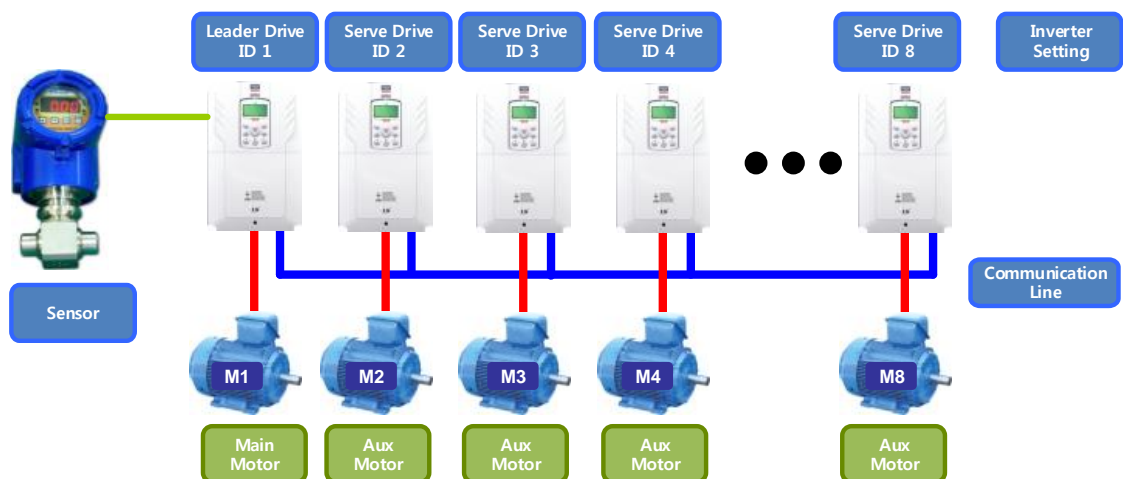 Leader Drive
ID 1
Serve Drive
ID 2
Serve Drive
ID 3
Serve Drive
ID 4
Serve Drive
ID 8
Inverter
Setting
Sensor
Communication
Line
M1
M2
M3
M4
M8
Main
Motor
Aux
Motor
Aux
Motor
Aux
Motor
Aux
Motor